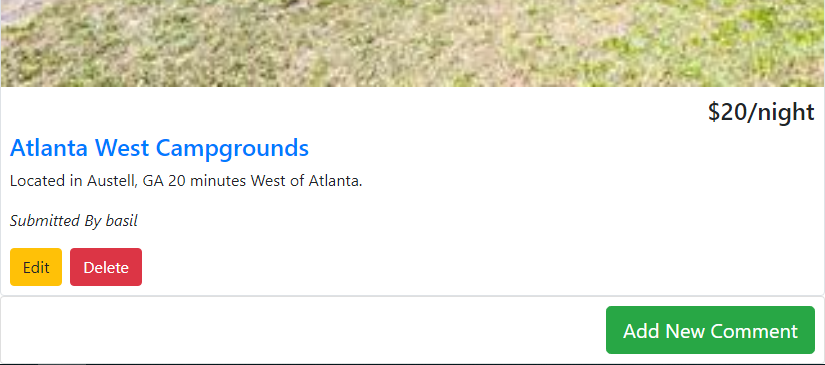 $20/night
Atlanta West Campgrounds
Located in Austell, GA 20 minutes West of Atlanta.
Submitted By basil
Edit Delete
Add New Comment